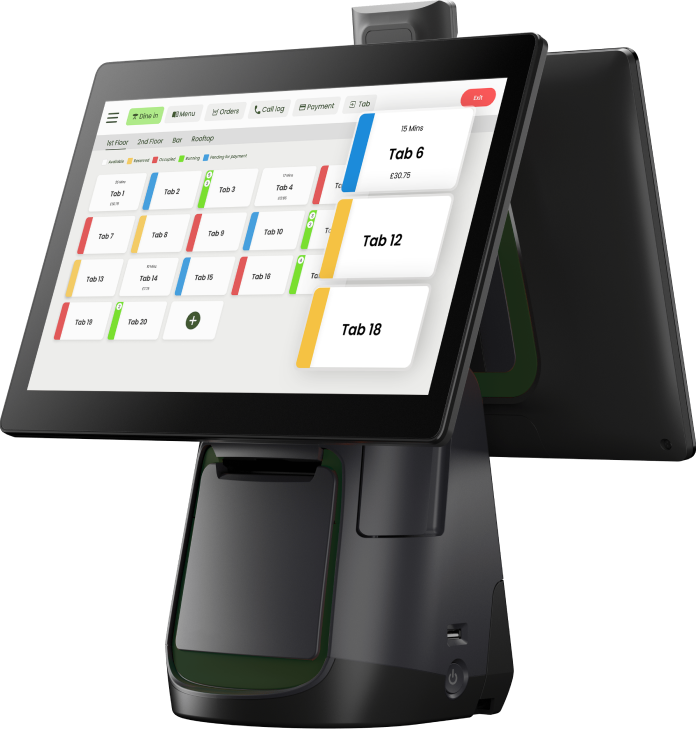 Dine In
Menu
Orders
Call log
Payment
Tab
Exit
1st Floor
2nd Floor
Bar
Rooftop
Available
Reserved
Occupied
Running
Pending for payment
Tab 1
Tab 2
Tab 3
Tab 4
15 Mins
Tab 6
£30.75
Tab 7
Tab 8
Tab 9
Tab 10
Tab 12
Tab 13
Tab 14
Tab 15
Tab 16
Tab 18
Tab 19
Tab 20